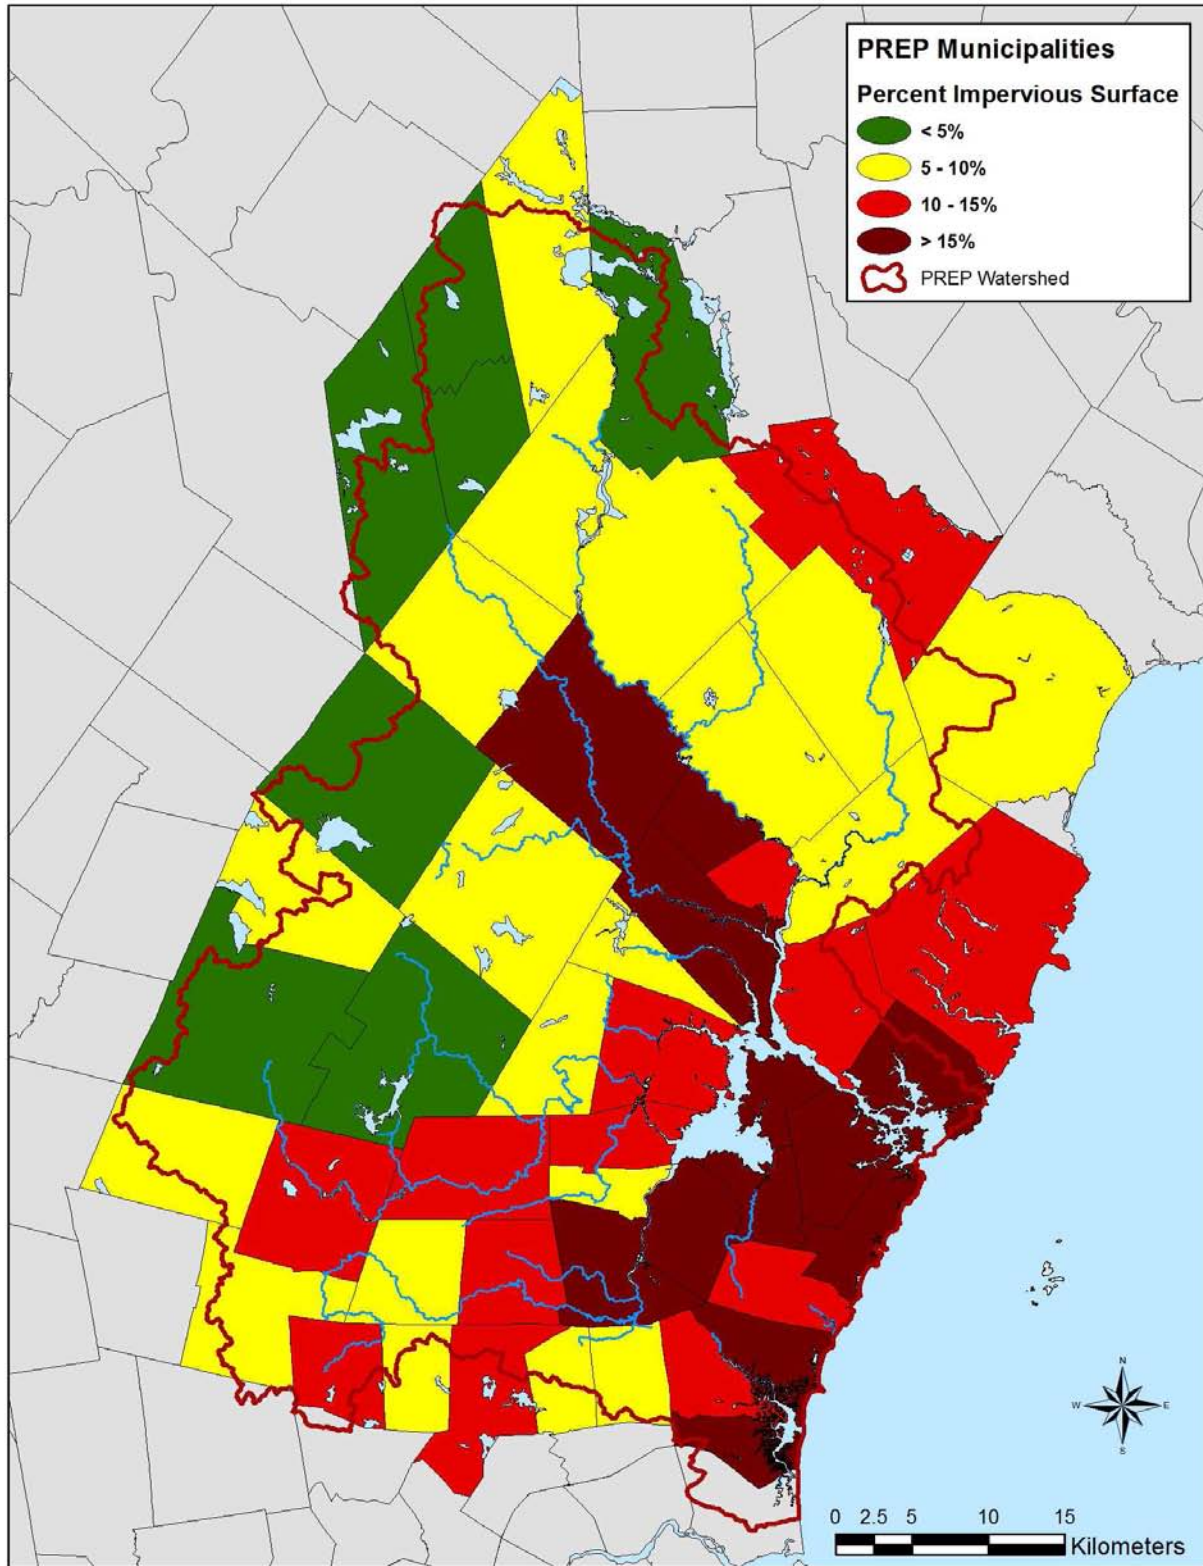 PREP Municipalities
Percent Impervious Surface
< 5%
5 - 10%
10 - 15%
> 15%
PREP Watershed
N
W E
S
0 2.5 5 10 15
Kilometers